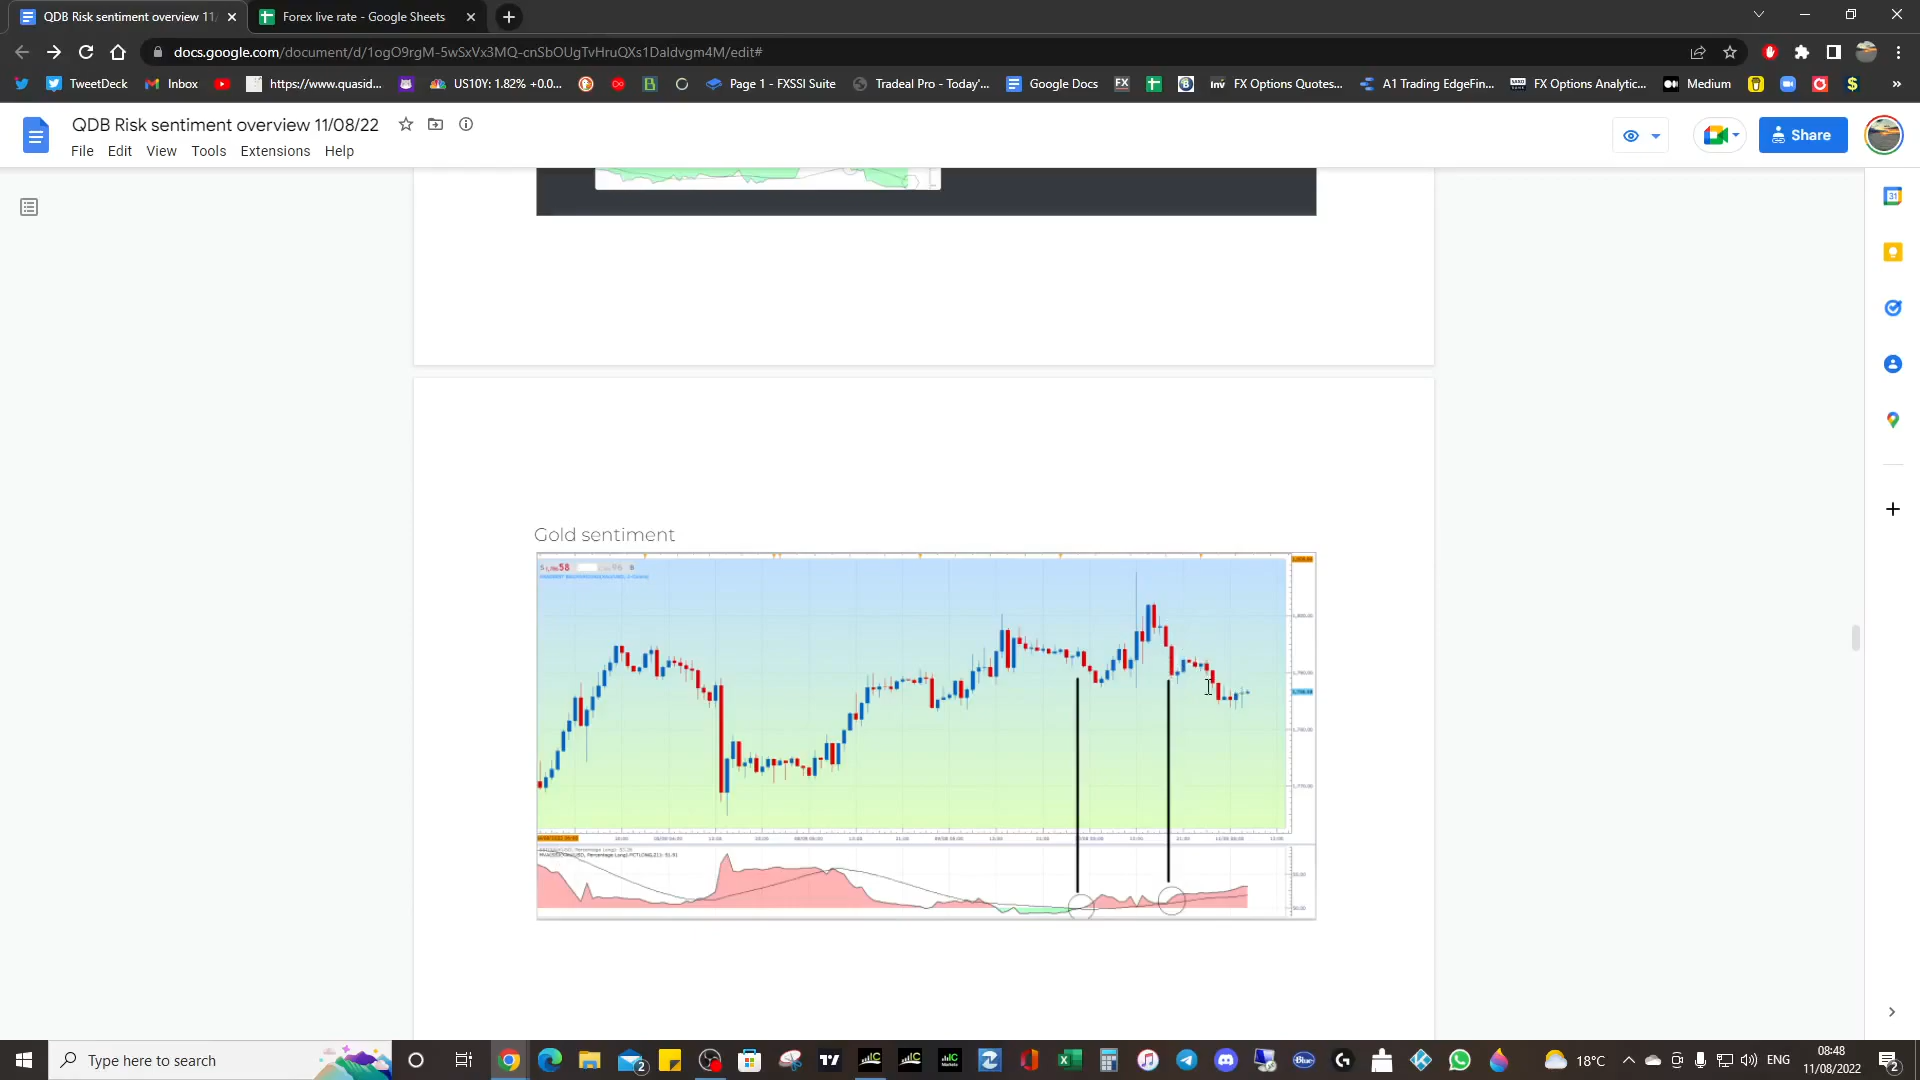 QDB Risk sentiment overview 11/
Forex live rate - Google Sheets
docs.google.com/document/d/1ogO9rgM-5wSxVx3MQ-cnSbOUgTvHruQXs1Daldvgm4M/edit#
TweetDeck
Inbox
https://www.quasid...
US10Y: 1.82% +0.0...
Page 1 - FXSSI Suite
Tradeal Pro - Today'...
Google Docs
FX Options Quotes...
A1 Trading EdgeFin...
FX Options Analytic...
Medium
QDB Risk sentiment overview 11/08/22
File Edit View Tools Extensions Help
Share
Gold sentiment
Type here to search
18°C
ENG
08:48
11/08/2022